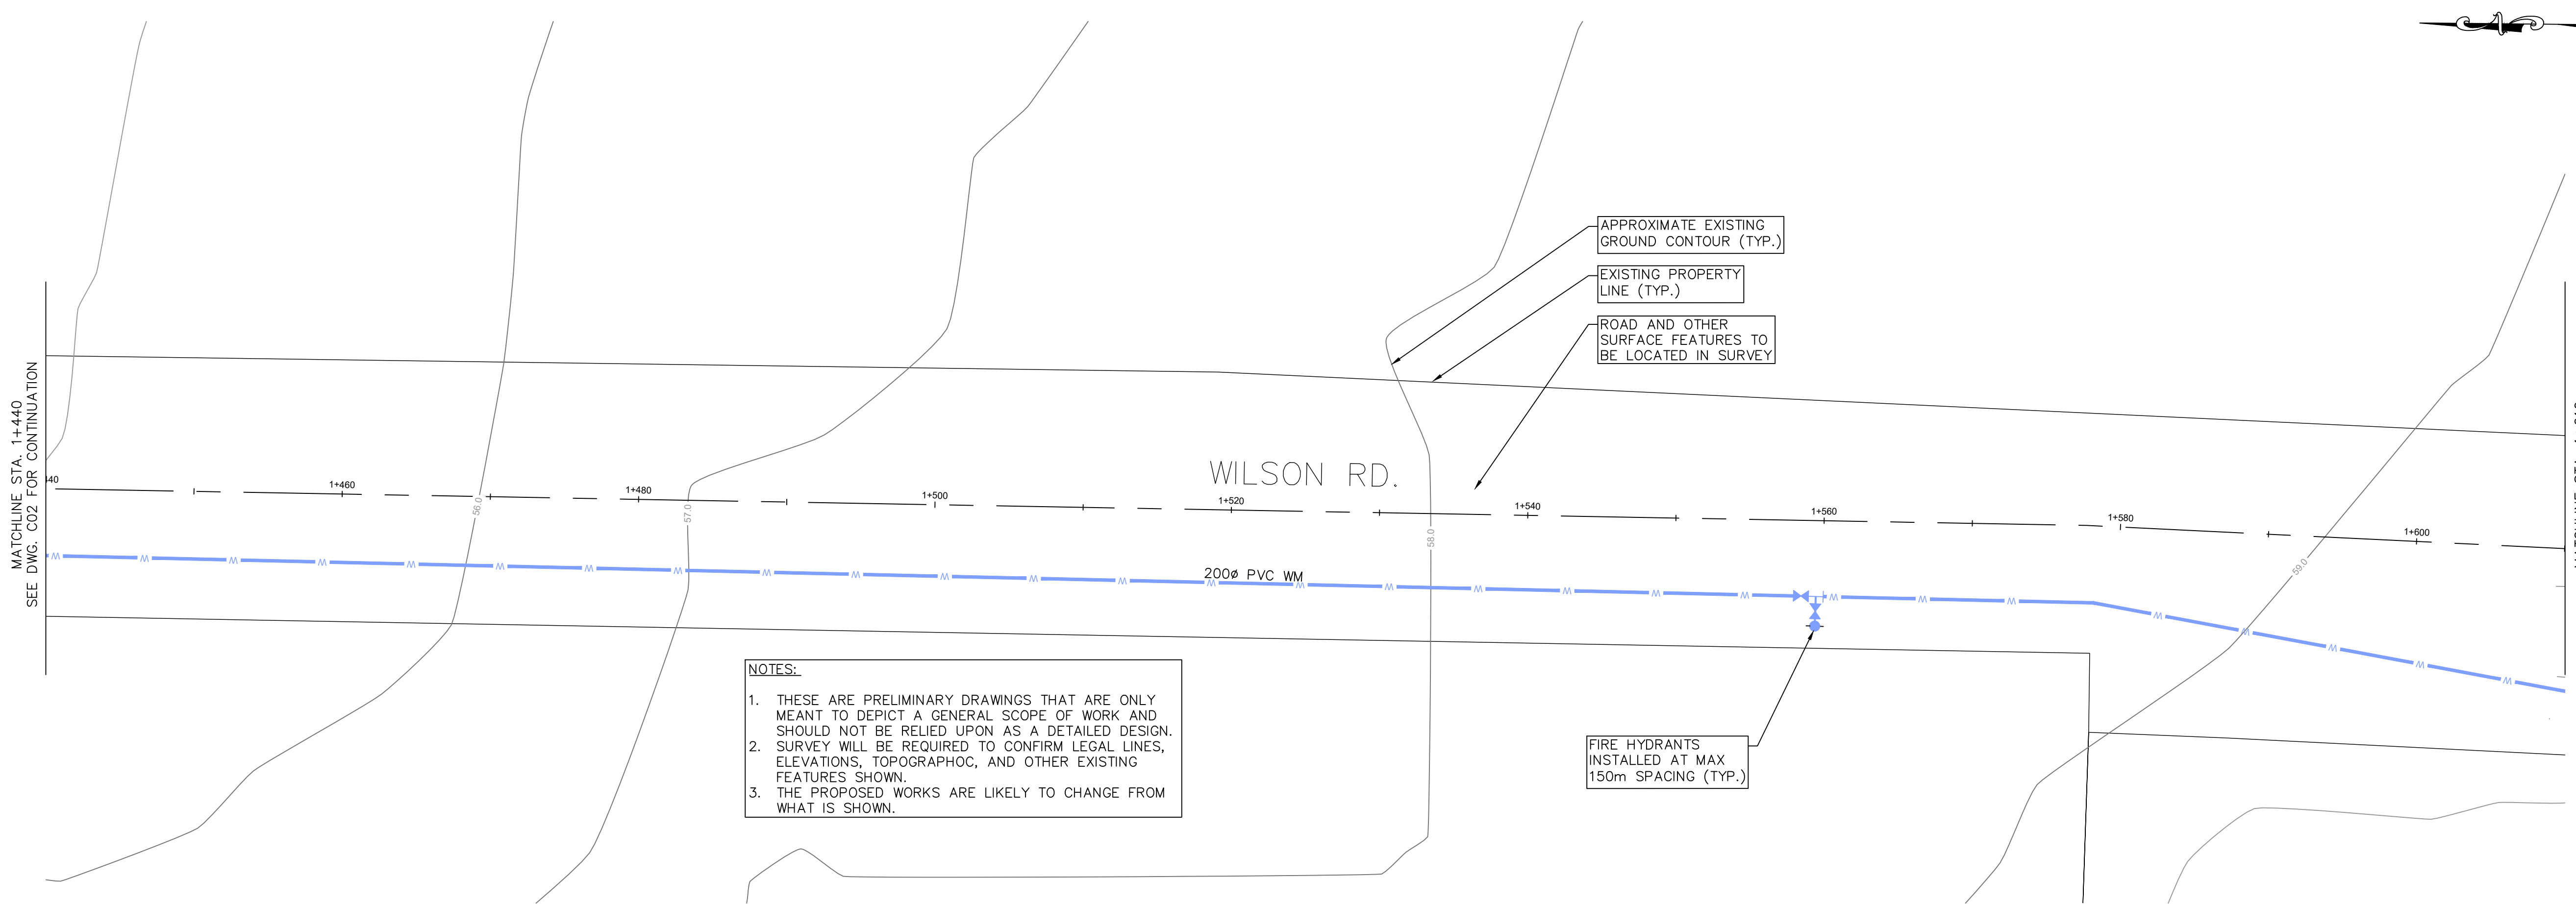 APPROXIMATE EXISTING
GROUND CONTOUR (TYP.)
EXISTING PROPERTY
LINE (TYP.)
ROAD AND OTHER
SURFACE FEATURES TO
BE LOCATED IN SURVEY
MATCHLINE STA. 1+440
SEE DWG. C02 FOR CONTINUATION
WILSON RD.
1+460
1+480
1+500
1+520
1+540
1+560
1+580
1+600
56.0
57.0
58.0
59.0
200ø PVC WM
W W W W W W W W W W W W W W W W W W W W W W W W W W W W
NOTES:
1. THESE ARE PRELIMINARY DRAWINGS THAT ARE ONLY
MEANT TO DEPICT A GENERAL SCOPE OF WORK AND
SHOULD NOT BE RELIED UPON AS A DETAILED DESIGN.
2. SURVEY WILL BE REQUIRED TO CONFIRM LEGAL LINES,
ELEVATIONS, TOPOGRAPHOC, AND OTHER EXISTING
FEATURES SHOWN.
3. THE PROPOSED WORKS ARE LIKELY TO CHANGE FROM
WHAT IS SHOWN.
FIRE HYDRANTS
INSTALLED AT MAX
150m SPACING (TYP.)